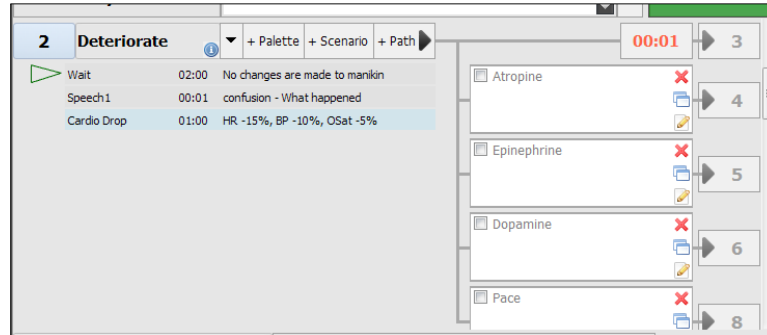 2 Deteriorate + Palette + Scenario + Path 00:01 3
Wait 02:00 No changes are made to manikin
Speech1 00:01 confusion - What happened
Cardio Drop 01:00 HR -15%, BP -10%, OSat -5%
Atropine
4
Epinephrine
5
Dopamine
6
Pace
8